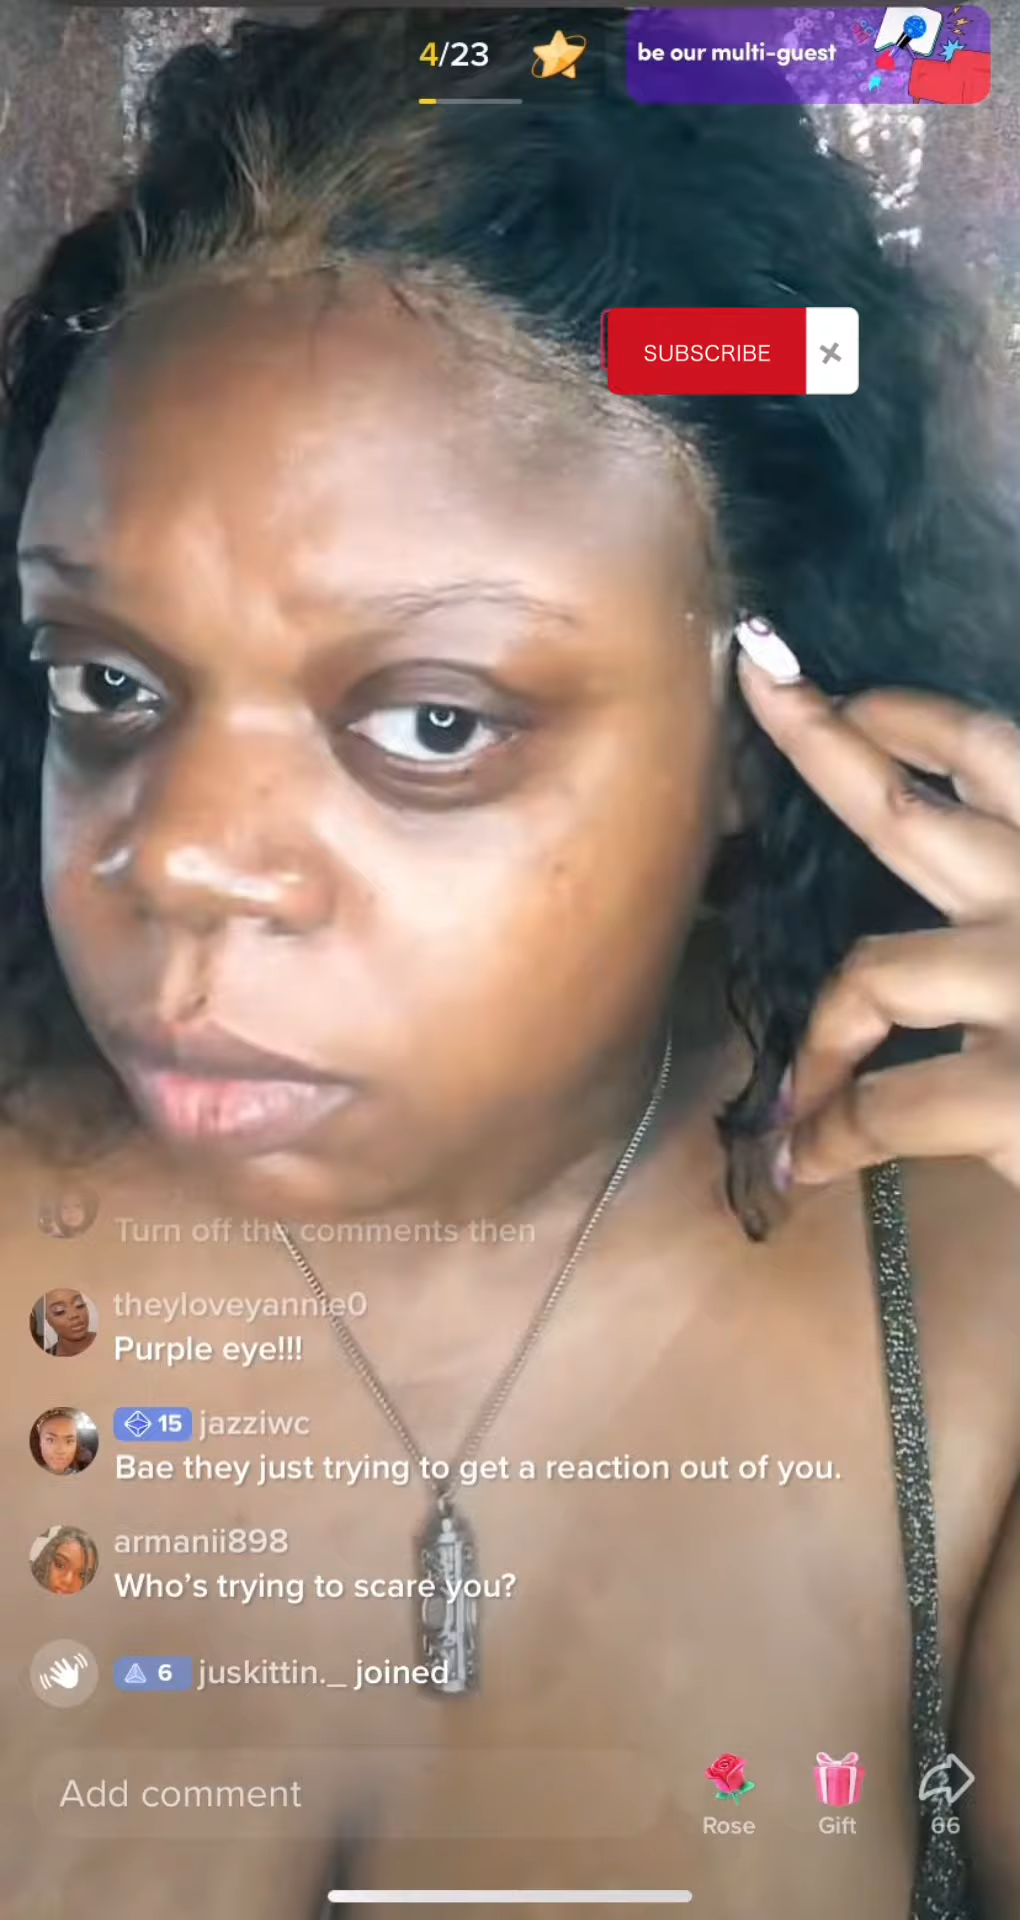 4/23
be our multi-guest
SUBSCRIBE
Turn off the comments then
theyloveyannie0
Purple eye!!!
15 jazziwc
Bae they just trying to get a reaction out of you.
armanii898
Who's trying to scare you?
6 juskittin._ joined
Add comment
Rose
Gift
66